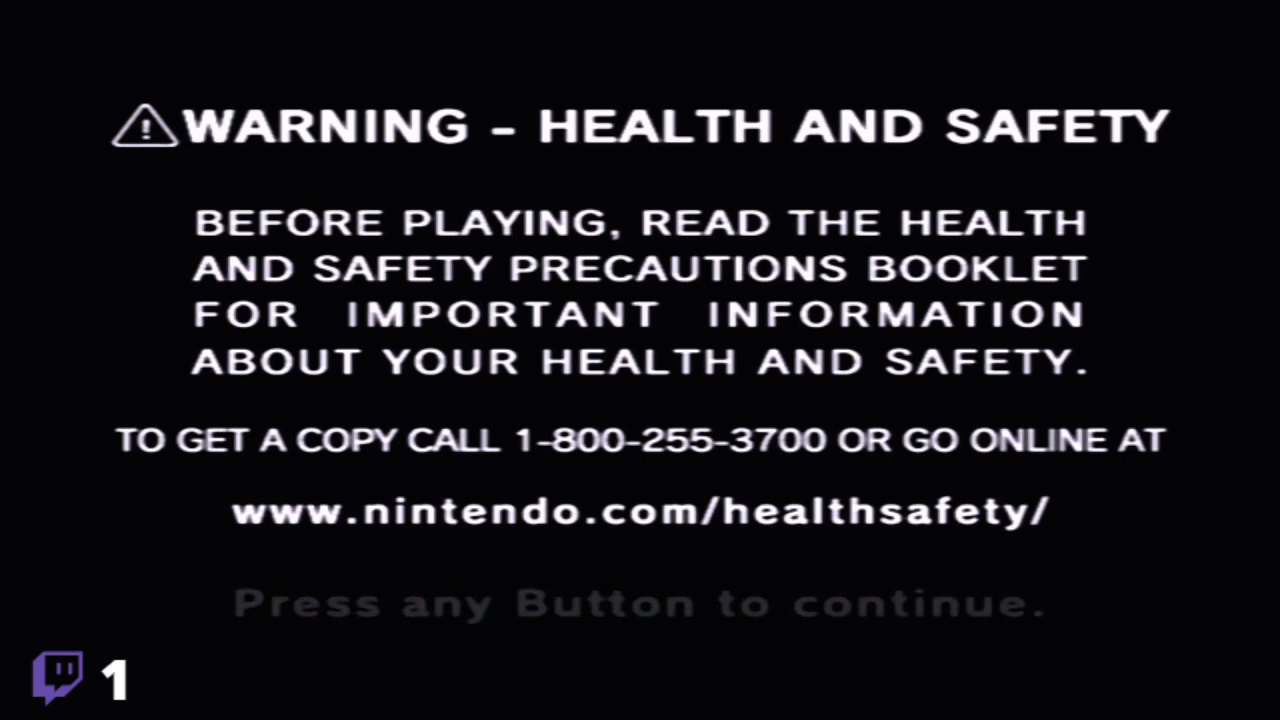 WARNING - HEALTH AND SAFETY
BEFORE PLAYING, READ THE HEALTH
AND SAFETY PRECAUTIONS BOOKLET
FOR IMPORTANT INFORMATION
ABOUT YOUR HEALTH AND SAFETY.
TO GET A COPY CALL 1-800-255-3700 OR GO ONLINE AT
www.nintendo.com/healthsafety/
Press any Button to continue.
1